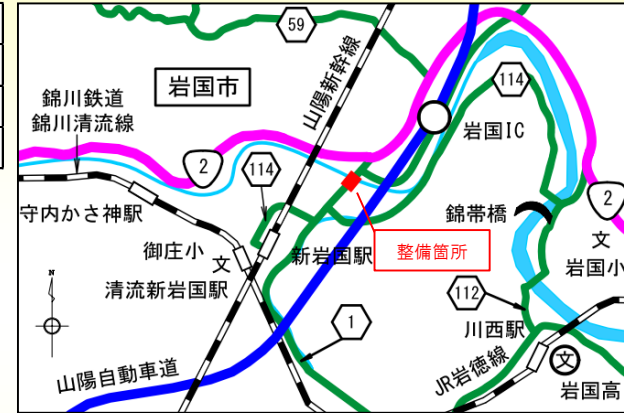 59
岩国市
山陽新幹線
114
錦川鉄道
錦川清流線
岩国IC
2
114
守内かさ神駅
錦帯橋
2
御庄小
文
新岩国駅
整備箇所
文
岩国小
清流新岩国駅
N
112
1
川西駅
山陽自動車道
JR岩徳線
文
岩国高